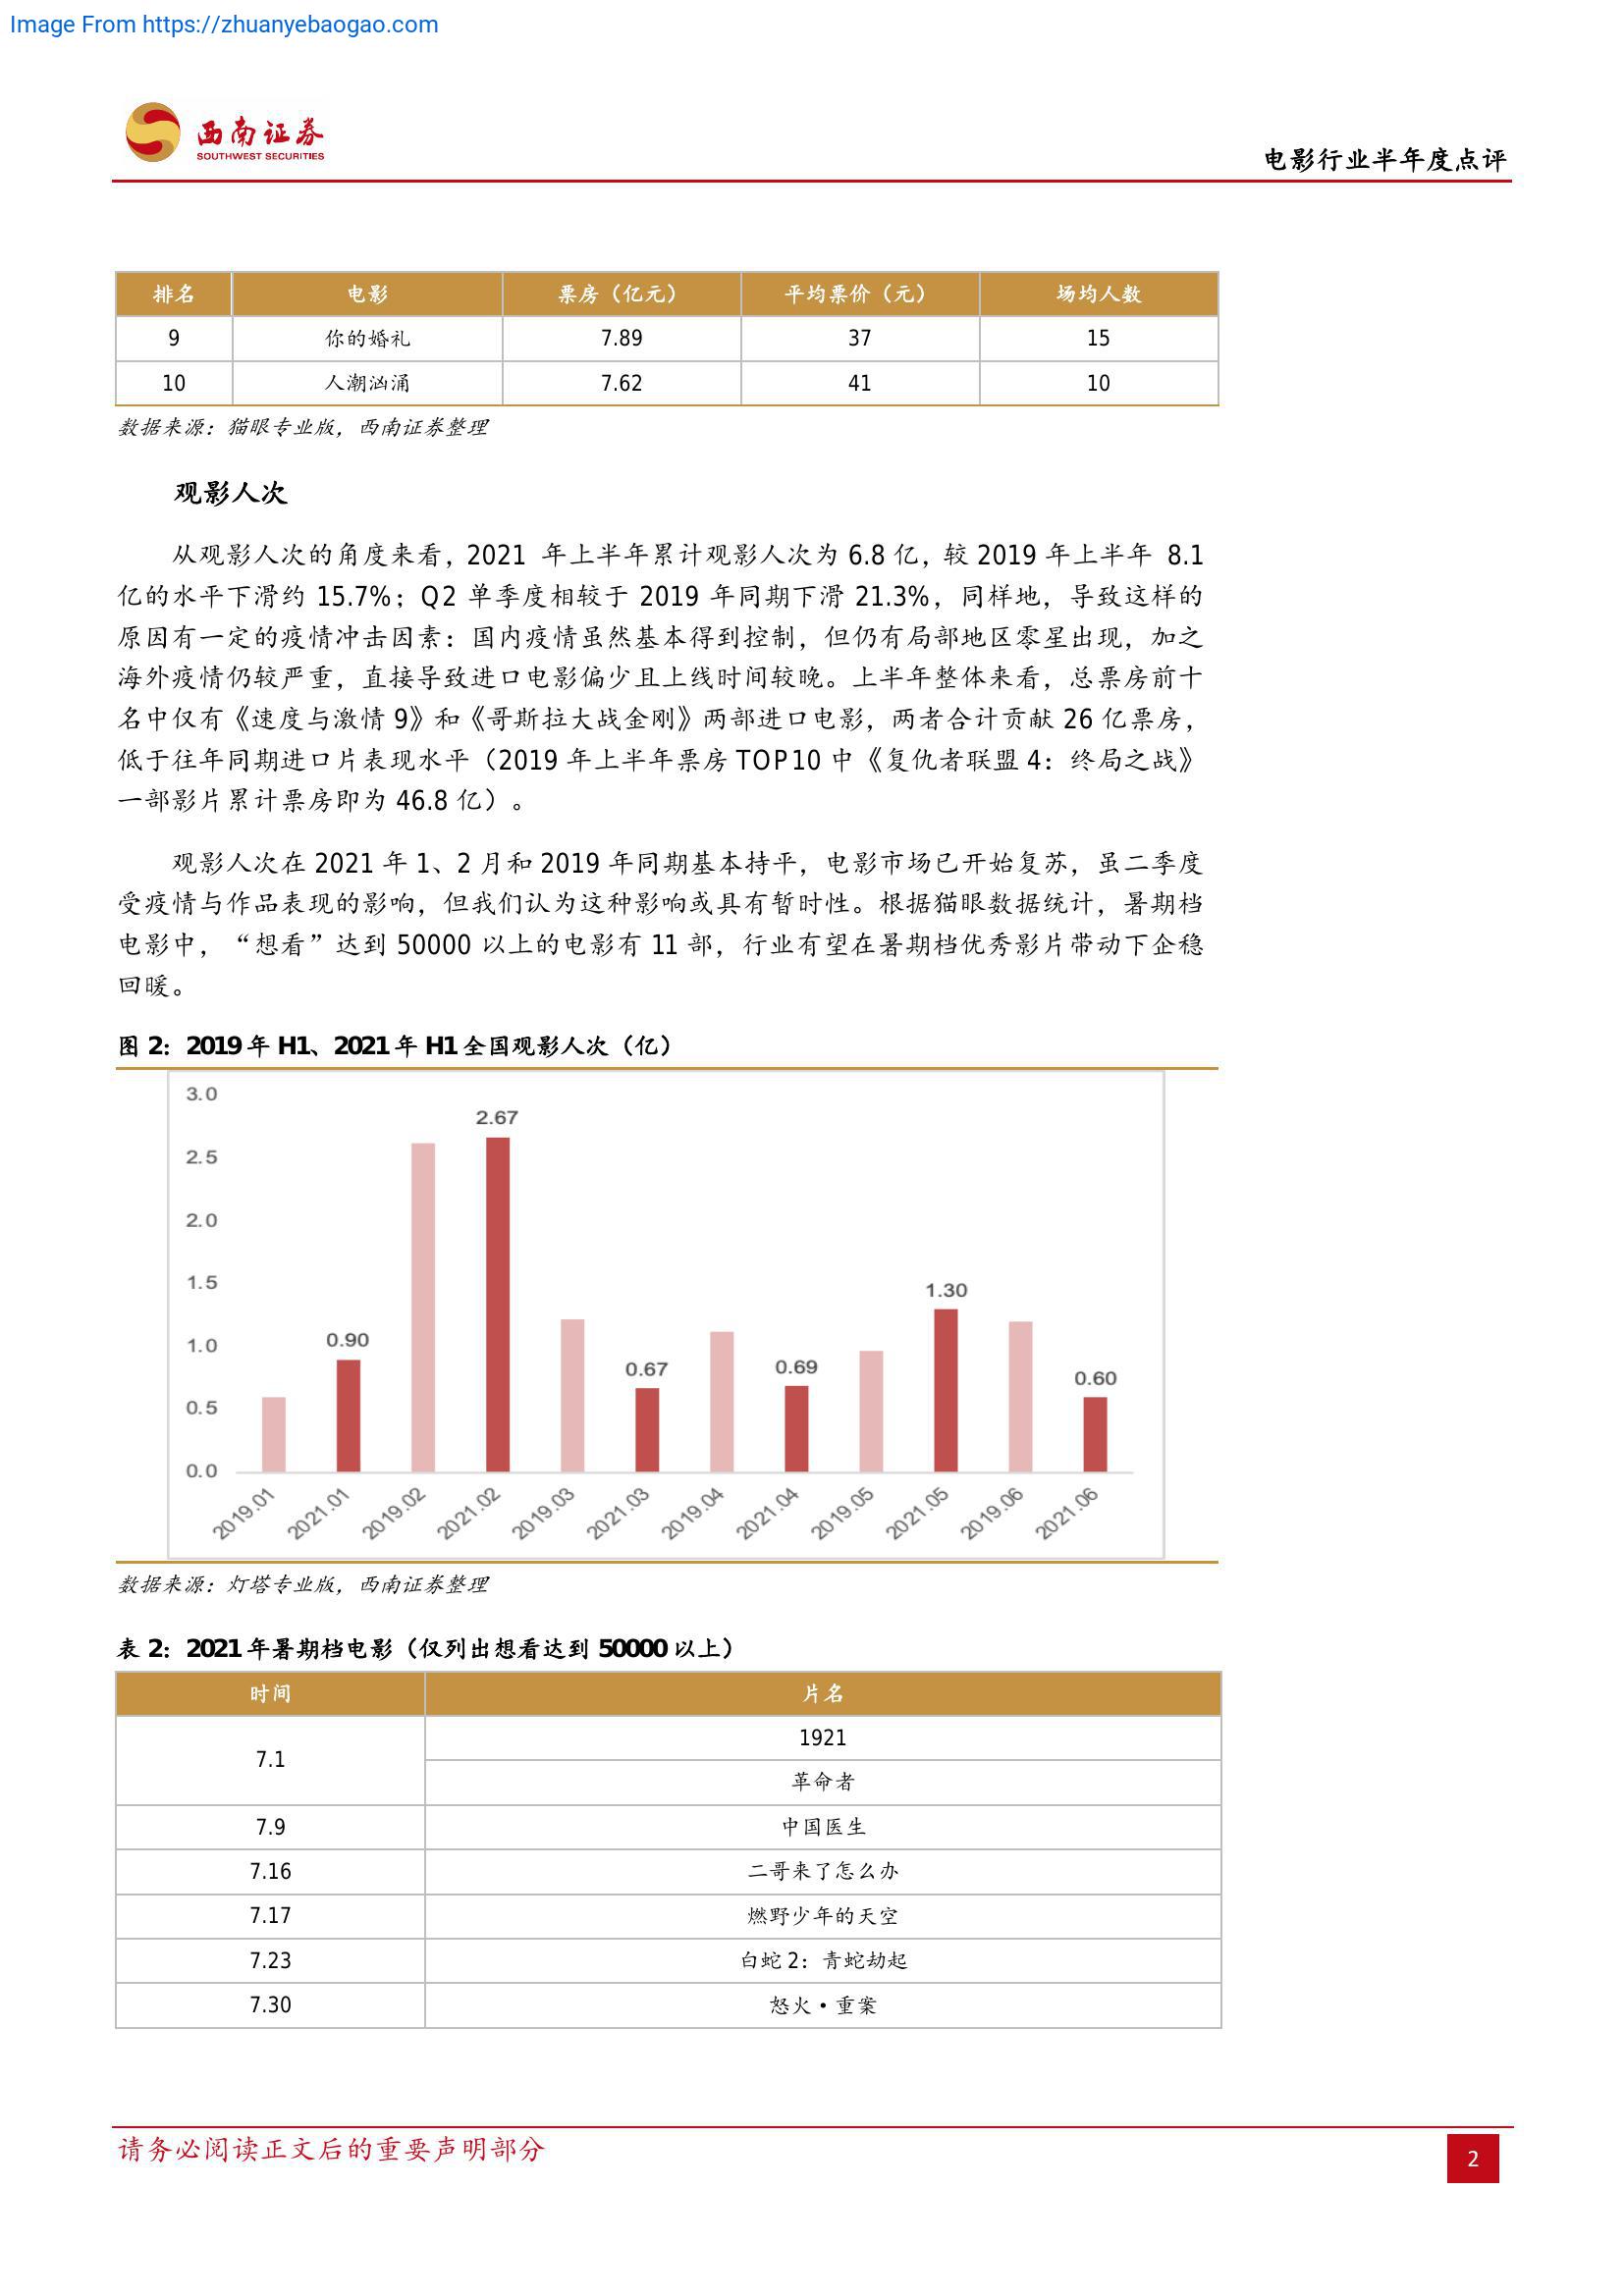 Image From https://zhuanyebaogao.com
西南证券
SOUTHWEST SECURITIES
电影行业半年度点评
排名 电影 票房（亿元） 平均票价（元） 场均人数
9 你的婚礼 7.89 37 15
10 人潮汹涌 7.62 41 10
数据来源：猫眼专业版，西南证券整理
观影人次
从观影人次的角度来看，2021 年上半年累计观影人次为 6.8 亿，较 2019 年上半年 8.1
亿的水平下滑约 15.7%；Q2 单季度相较于 2019 年同期下滑 21.3%，同样地，导致这样的
原因有一定的疫情冲击因素：国内疫情虽然基本得到控制，但仍有局部地区零星出现，加之
海外疫情仍较严重，直接导致进口电影偏少且上线时间较晚。上半年整体来看，总票房前十
名中仅有《速度与激情 9》和《哥斯拉大战金刚》两部进口电影，两者合计贡献 26 亿票房，
低于往年同期进口片表现水平（2019 年上半年票房 TOP10 中《复仇者联盟 4：终局之战》
一部影片累计票房即为 46.8 亿）。
观影人次在 2021 年 1、2 月和 2019 年同期基本持平，电影市场已开始复苏，虽二季度
受疫情与作品表现的影响，但我们认为这种影响或具有暂时性。根据猫眼数据统计，暑期档
电影中，“想看”达到 50000 以上的电影有 11 部，行业有望在暑期档优秀影片带动下企稳
回暖。
图 2：2019 年 H1、2021 年 H1 全国观影人次（亿）
3.0
2.5
2.0
1.5
1.0
0.5
0.0
0.90
2.67
0.67
0.69
1.30
0.60
2019.01 2021.01 2019.02 2021.02 2019.03 2021.03 2019.04 2021.04 2019.05 2021.05 2019.06 2021.06
数据来源：灯塔专业版，西南证券整理
表 2：2021 年暑期档电影（仅列出想看达到 50000 以上）
时间 片名
7.1 1921
革命者
7.9 中国医生
7.16 二哥来了怎么办
7.17 燃野少年的天空
7.23 白蛇 2：青蛇劫起
7.30 怒火·重案
请务必阅读正文后的重要声明部分
2